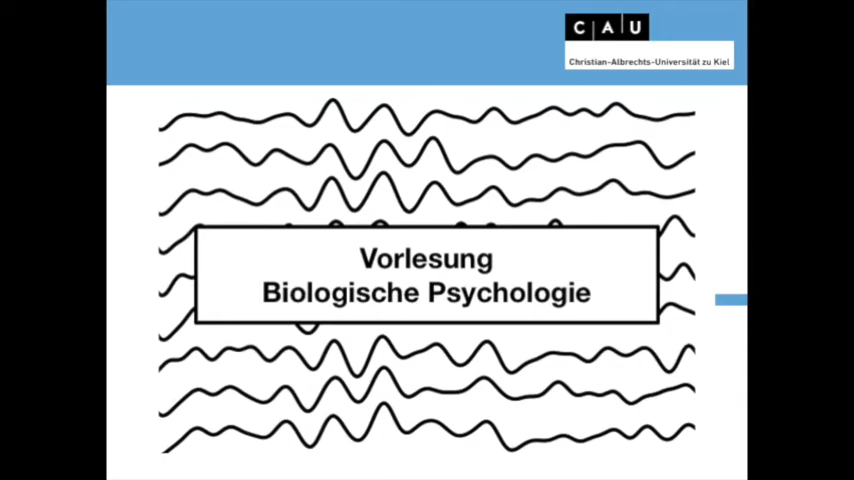 CAU
Christian-Albrechts-Universität zu Kiel
Vorlesung
Biologische Psychologie